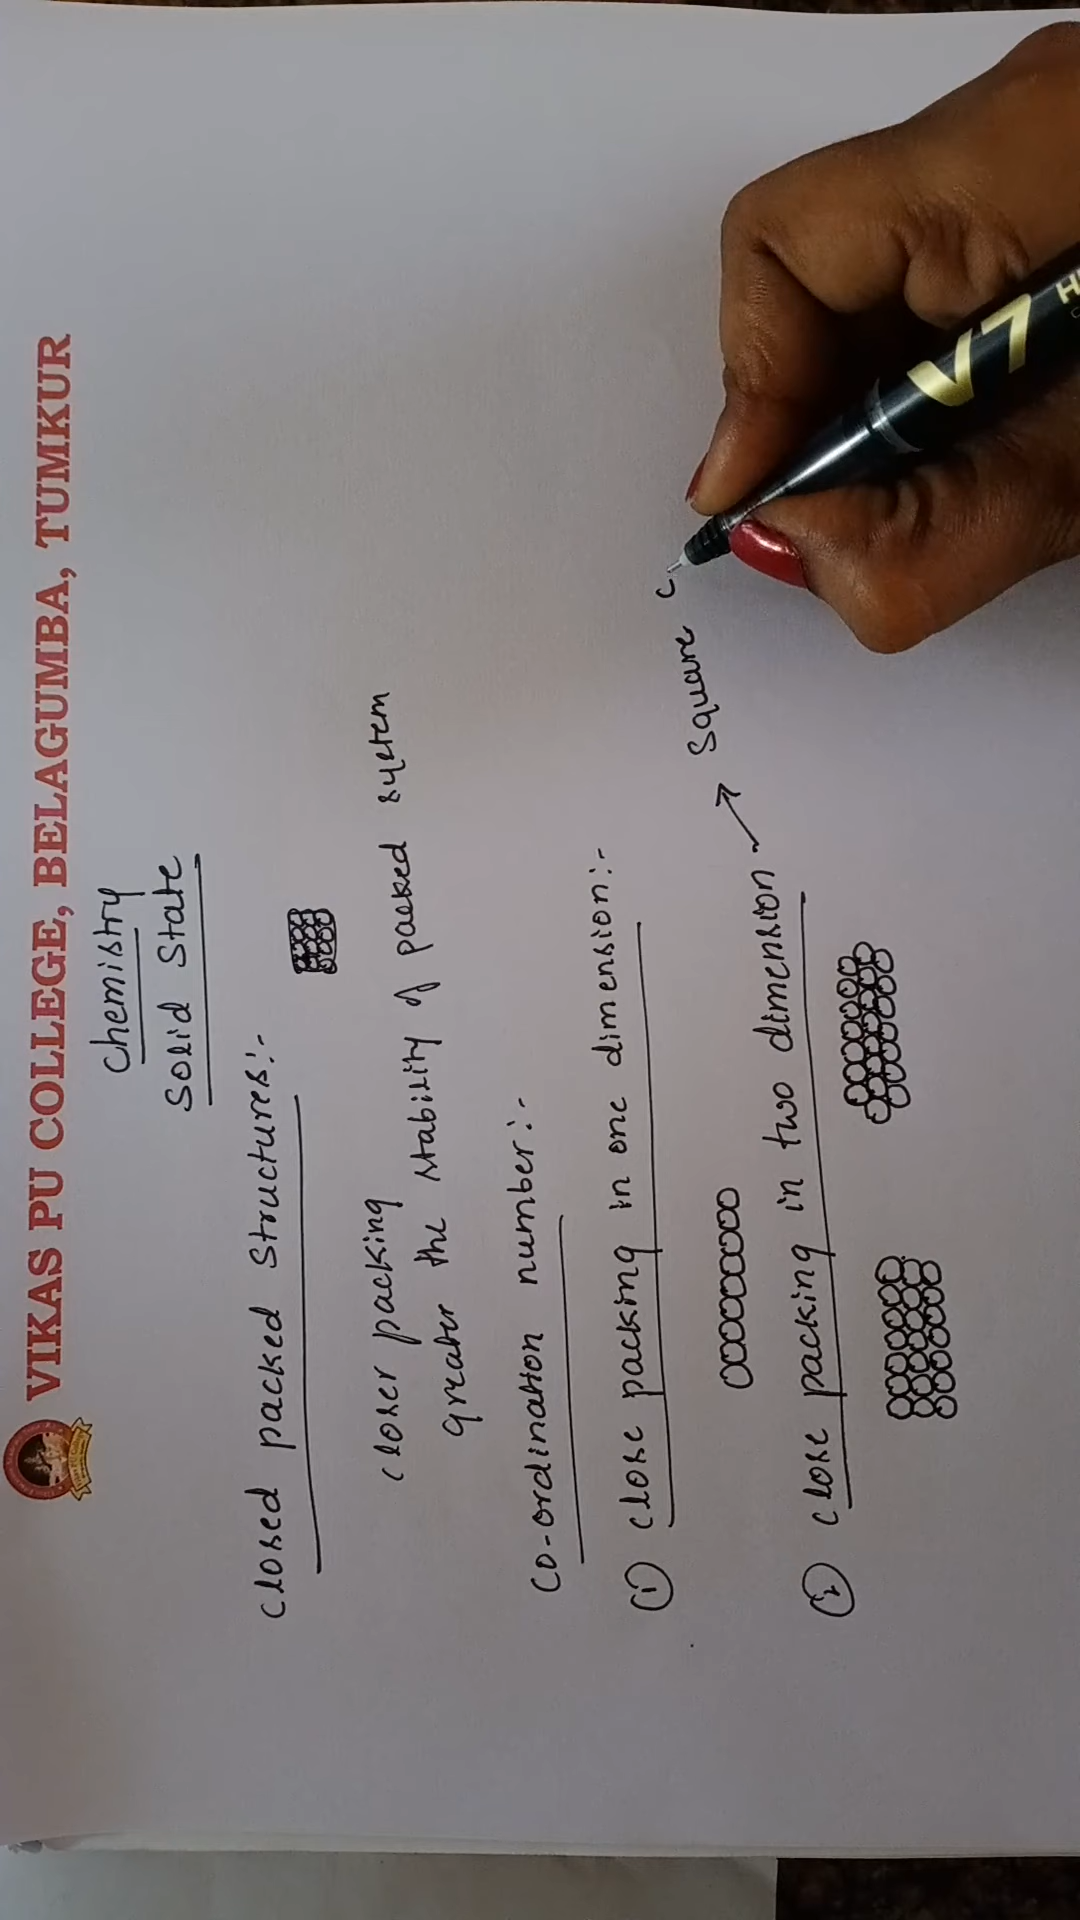 VIKAS PU COLLEGE, BELAGUMBA, TUMKUR
Chemistry
Solid State
closed packed structures:-
closer packing
greater the stability of packed system
co-ordination number:-
① close packing in one dimension:-
② close packing in two dimension → Square c
V7